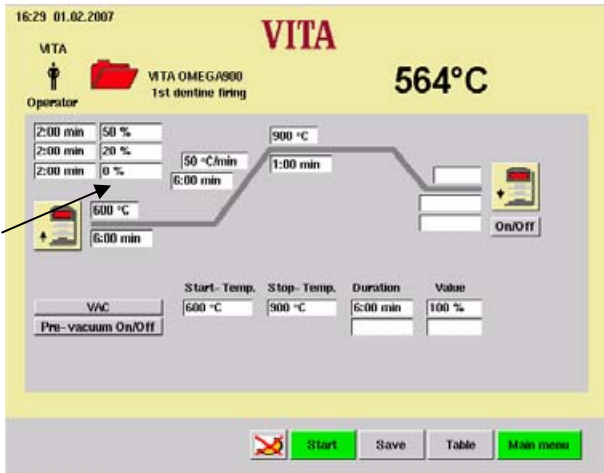 16:29 01.02.2007
VITA
VITA
Operator
VITA OMEGA900
1st dentine firing
564°C
2:00 min 50 %
2:00 min 20 %
2:00 min 0 %
50 °C/min
6:00 min
900 °C
1:00 min
600 °C
6:00 min
On/Off
Start-Temp. Stop-Temp. Duration Value
VAC 600 °C 900 °C 6:00 min 100 %
Pre-vacuum On/Off
Start Save Table Main menu